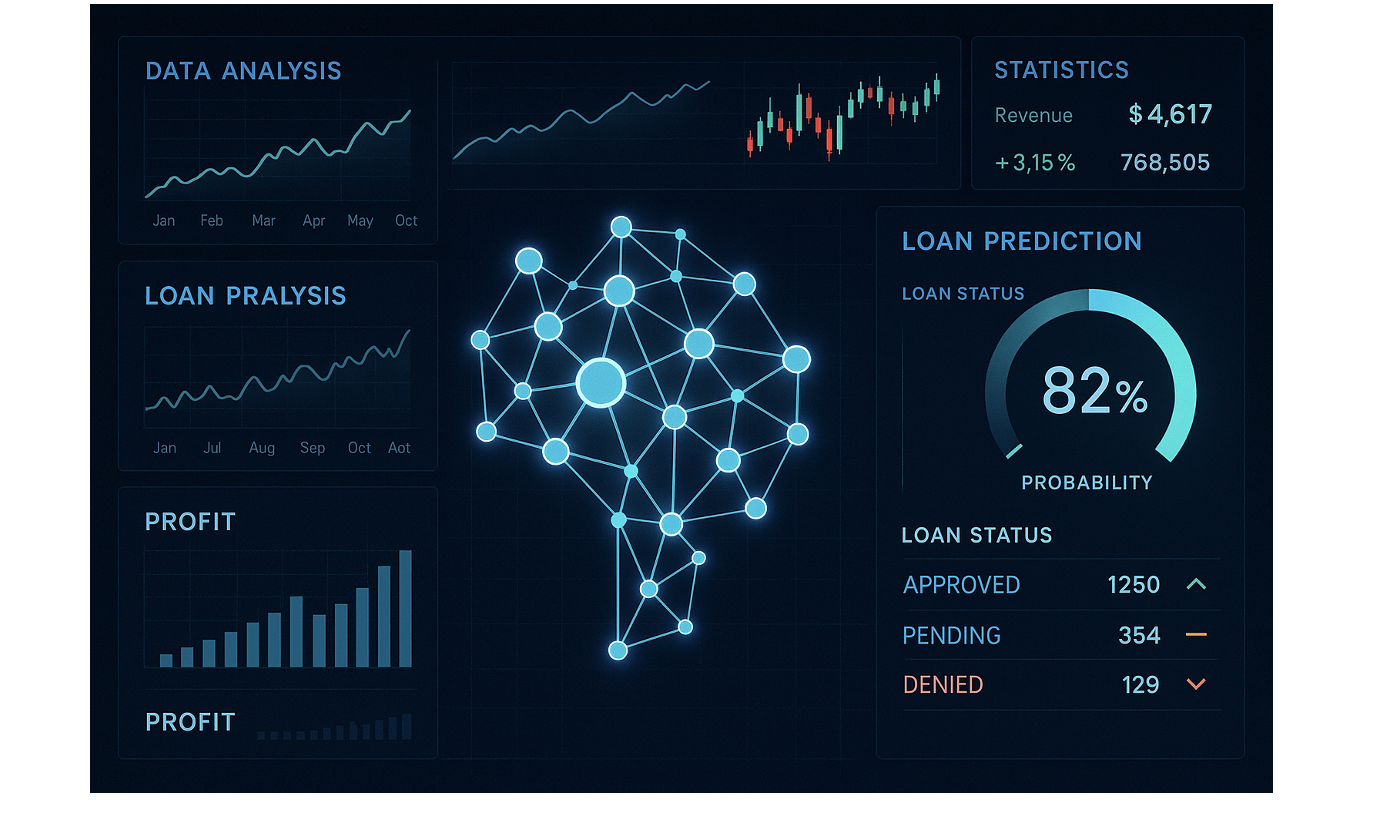 DATA ANALYSIS
Jan Feb Mar Apr May Oct
STATISTICS
Revenue $4,617
+3,15% 768,505
LOAN PRALYSIS
Jan Jul Aug Sep Oct Aot
PROFIT
PROFIT
LOAN PREDICTION
LOAN STATUS
82%
PROBABILITY
LOAN STATUS
APPROVED 1250
PENDING 354
DENIED 129